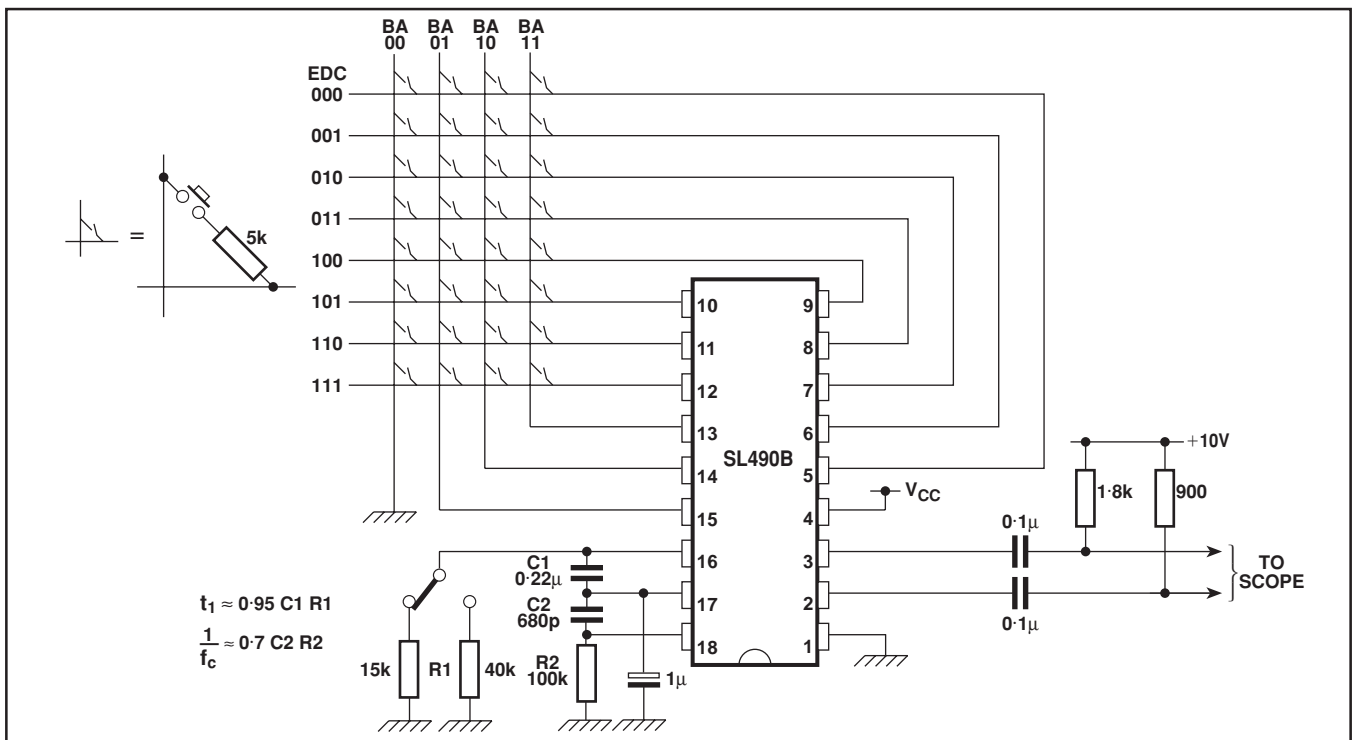 BA BA BA BA
00 01 10 11
EDC
000
001
010
011
100
101
110
111
=
5k
10 9
11 8
12 7
13 6
14 5
15 4
16 3
17 2
18 1
SL490B
VCC
+10V
1·8k
900
0·1µ
0·1µ
TO
SCOPE
C1
0·22µ
C2
680p
R2
100k
1µ
15k R1 40k
t1 ≈ 0·95 C1 R1
1/fc ≈ 0·7 C2 R2